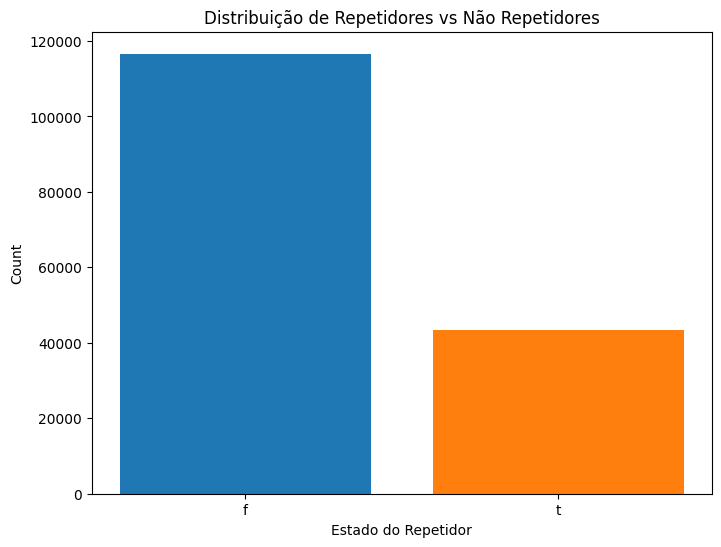 Distribuição de Repetidores vs Não Repetidores
120000
100000
80000
60000
40000
20000
0
Count
f
t
Estado do Repetidor